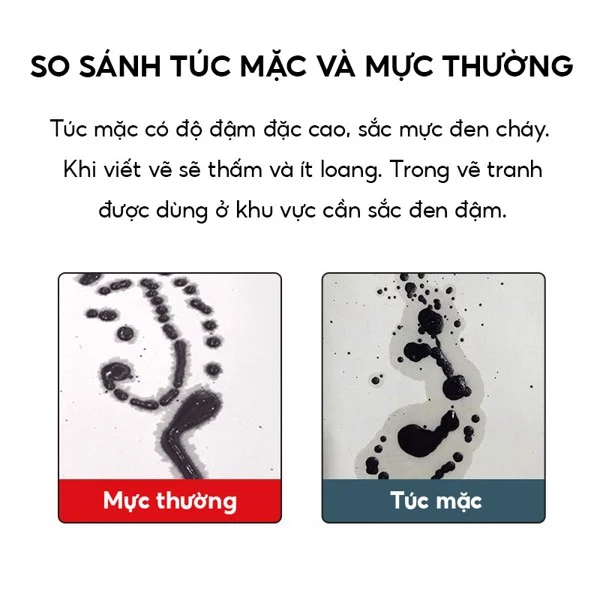 SO SÁNH TÚC MẶC VÀ MỰC THƯỜNG
Túc mặc có độ đậm đặc cao, sắc mực đen cháy.
Khi viết vẽ sẽ thấm và ít loang. Trong vẽ tranh
được dùng ở khu vực cần sắc đen đậm.
Mực thường
Túc mặc